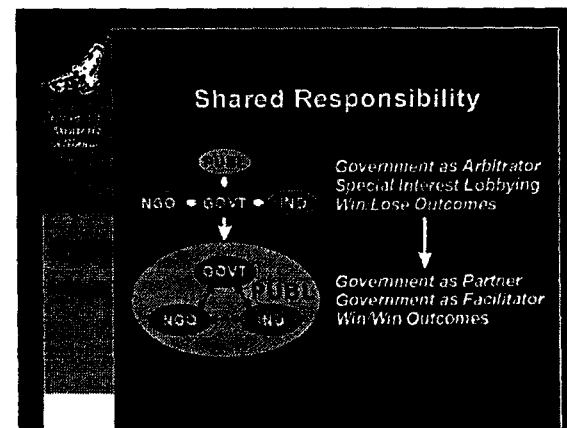 Shared Responsibility
PUBL
NGO GOVT IND
GOVT
PUBL
NGO IND
Government as Arbitrator
Special Interest Lobbying
Win/Lose Outcomes
Government as Partner
Government as Facilitator
Win/Win Outcomes